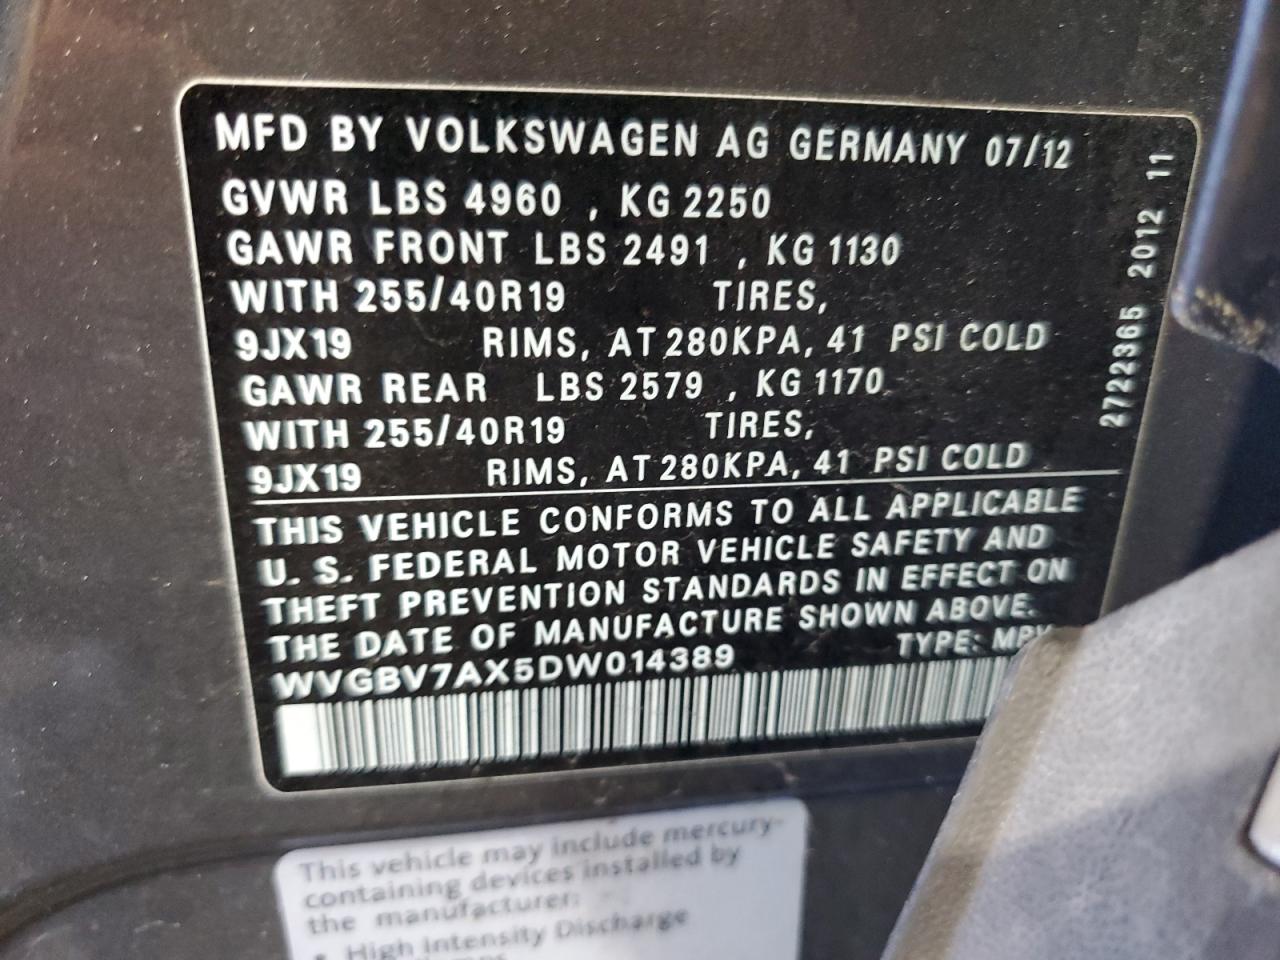 MFD BY VOLKSWAGEN AG GERMANY 07/12
GVWR LBS 4960 , KG 2250
GAWR FRONT LBS 2491 , KG 1130
WITH 255/40R19 TIRES,
9JX19 RIMS, AT 280KPA, 41 PSI COLD
GAWR REAR LBS 2579 , KG 1170
WITH 255/40R19 TIRES,
9JX19 RIMS, AT 280KPA, 41 PSI COLD
THIS VEHICLE CONFORMS TO ALL APPLICABLE
U. S. FEDERAL MOTOR VEHICLE SAFETY AND
THEFT PREVENTION STANDARDS IN EFFECT ON
THE DATE OF MANUFACTURE SHOWN ABOVE.
WVGBV7AX5DW014389 TYPE: MPV
2722365 2012 11
This vehicle may include mercury-
containing devices installed by
the manufacturer:
• High Intensity Discharge